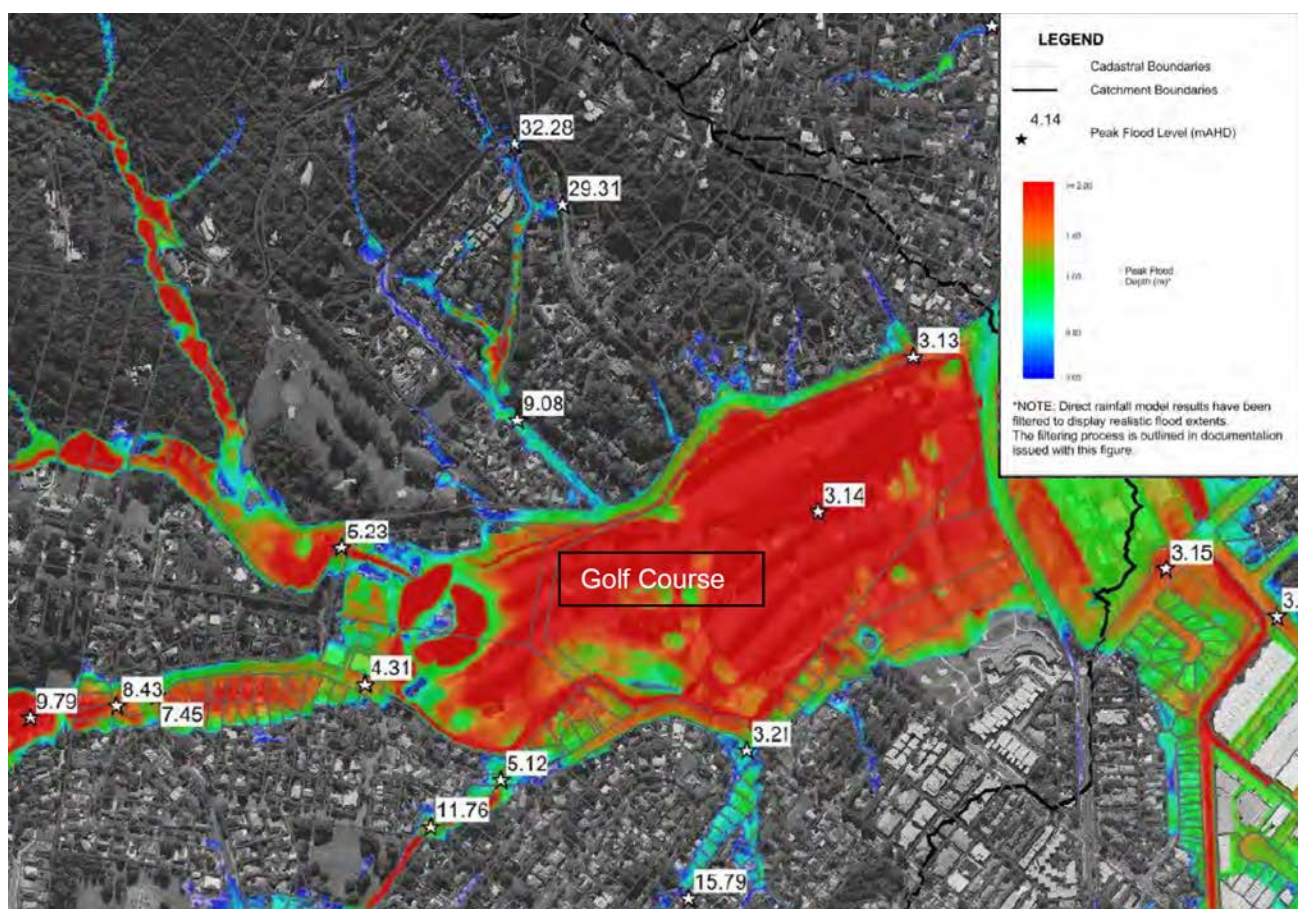 LEGEND
Cadastral Boundaries
Catchment Boundaries
4.14
Peak Flood Level (mAHD)
>= 2.00
1.00
Peak Flood
Depth (m)*
*NOTE: Direct rainfall model results have been
filtered to display realistic flood extents.
The filtering process is outlined in documentation
issued with this figure.
32.28
29.31
3.13
9.08
3.14
5.23
3.15
Golf Course
3.
4.31
8.43
9.79
7.45
3.21
5.12
11.76
15.79